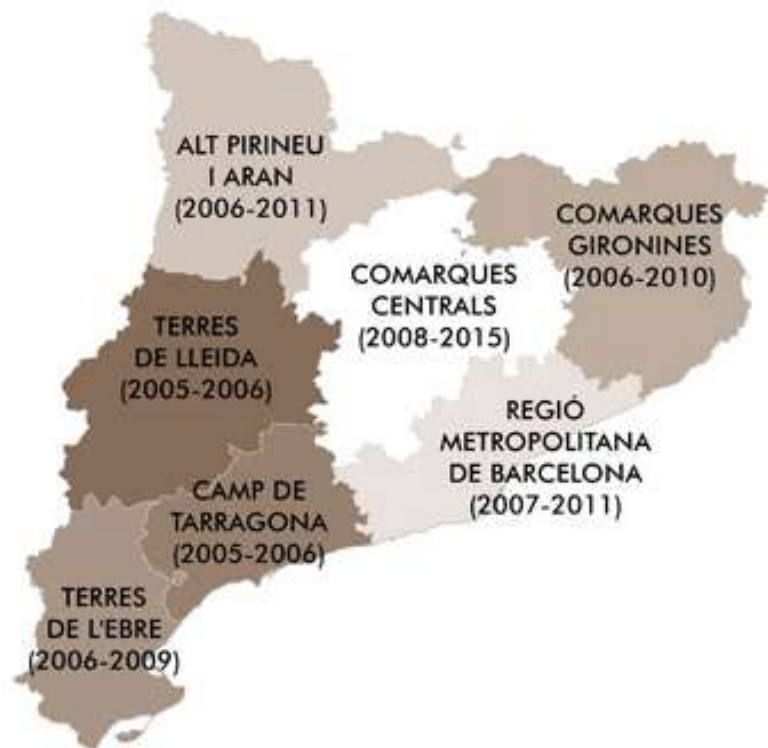 ALT PIRINEU
I ARAN
(2006-2011)
COMARQUES
GIRONINES
(2006-2010)
COMARQUES
CENTRALS
(2008-2015)
TERRES
DE LLEIDA
(2005-2006)
REGIÓ
METROPOLITANA
DE BARCELONA
(2007-2011)
CAMP DE
TARRAGONA
(2005-2006)
TERRES
DE L'EBRE
(2006-2009)